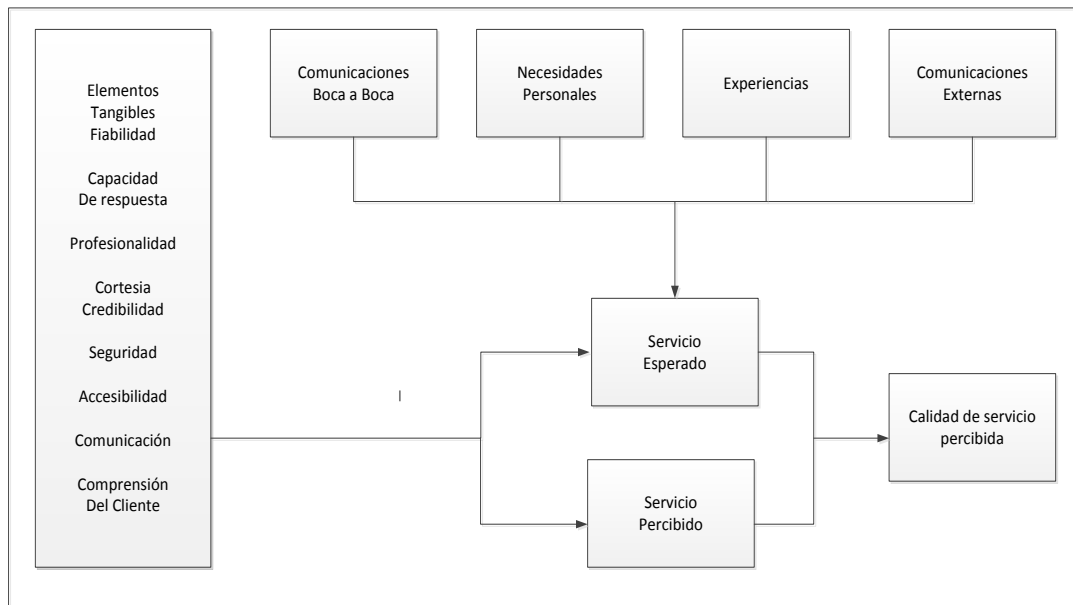 Elementos
Tangibles
Fiabilidad
Capacidad
De respuesta
Profesionalidad
Cortesia
Credibilidad
Seguridad
Accesibilidad
Comunicación
Comprensión
Del Cliente
Comunicaciones
Boca a Boca
Necesidades
Personales
Experiencias
Comunicaciones
Externas
Servicio
Esperado
Servicio
Percibido
Calidad de servicio
percibida